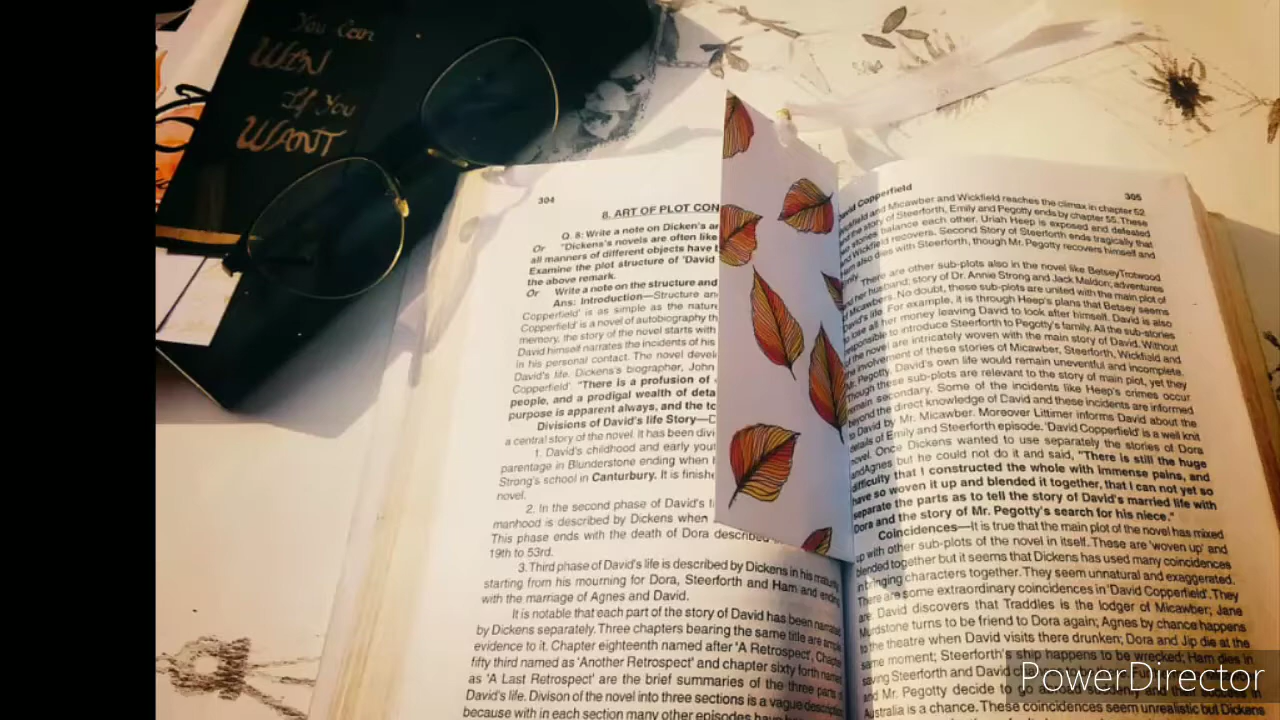 You Can
WIN
If You
WANT
304
8. ART OF PLOT CON
Q. 8: Write a note on Dicken's
Or "Dickens's novels are often like
all manners of different objects have
Examine the plot structure of 'David
the above remark.
Or Write a note on the structure and
Ans: Introduction—Structure
Copperfield' is as simple as the nature
Copperfield' is a novel of autobiography
memory, the story of the novel starts with
David himself narrates the incidents of his
in his personal contact. The novel
David's life. Dickens's biographer, John
Copperfield' "There is a profusion of
people, and a prodigal wealth of
purpose is apparent always, and the
Divisions of David's life Story—
a central story of the novel. It has been
1. David's childhood and early
parentage in Blunderstone ending when
Strong's school in Canturbury. It is
novel.
2. In the second phase of David's
manhood is described by Dickens when
This phase ends with the death of Dora described
19th to 53rd.
3. Third phase of David's life is described by Dickens in his
starting from his mourning for Dora, Steerforth and Ham and ending
with the marriage of Agnes and David.
It is notable that each part of the story of David has been
by Dickens separately. Three chapters bearing the same title are
evidence to it. Chapter eighteenth named after 'A Retrospect',
fifty third named as 'Another Retrospect' and chapter sixty forth
as 'A Last Retrospect' are the brief summaries of the three parts
David's life. Divison of the novel into three sections is a vague
because with in each section many other episodes
David Copperfield
305
Wickfield and Micawber and Wickfield reaches the climax in chapter 52
and the story of Steerforth, Emily and Pegotty ends by chapter 55. These
two stories balance each other. Uriah Heep is exposed and defeated
and Wickfield recovers. Second Story of Steerforth ends tragically
also dies with Steerforth, though Mr. Pegotty recovers himself and
There are other sub-plots also in the novel like BetseyTrotwood
and her husband; story of Dr. Annie Strong and Jack Maldon; adventures
of Micawbers. No doubt, these sub-plots are united with the main plot of
David's life. For example, it is through Heep's plans that Betsey seems
to lose all her money leaving David to look after himself. David is also
responsible to introduce Steerforth to Pegotty's family. All the sub-stories
of the novel are intricately woven with the main story of David. Without
the involvement of these stories of Micawber, Steerforth, Wickfield and
Mr. Pegotty, David's own life would remain uneventful and incomplete.
Though these sub-plots are relevant to the story of main plot, yet they
remain secondary. Some of the incidents like Heep's crimes occur
beyond the direct knowledge of David and these incidents are informed
to David by Mr. Micawber. Moreover Littimer informs David about the
details of Emily and Steerforth episode. 'David Copperfield' is a well knit
novel. Once Dickens wanted to use separately the stories of Dora
andAgnes but he could not do it and said, "There is still the huge
difficulty that I constructed the whole with immense pains, and
have so woven it up and blended it together, that I can not yet so
separate the parts as to tell the story of David's married life with
Dora and the story of Mr. Pegotty's search for his niece."
Coincidences—It is true that the main plot of the novel has mixed
up with other sub-plots of the novel in itself. These are 'woven up' and
blended together but it seems that Dickens has used many coincidences
in bringing characters together. They seem unnatural and exaggerated.
There are some extraordinary coincidences in 'David Copperfield'. They
are: David discovers that Traddles is the lodger of Micawber; Jane
Murdstone turns to be friend to Dora again; Agnes by chance happens
to the theatre when David visits there drunken; Dora and Jip die at the
same moment; Steerforth's ship happens to be wrecked; Ham dies in
saving Steerforth and David
and Mr. Pegotty decide to go
Australia is a chance. These coincidences seem unrealistic but Dickens
PowerDirector